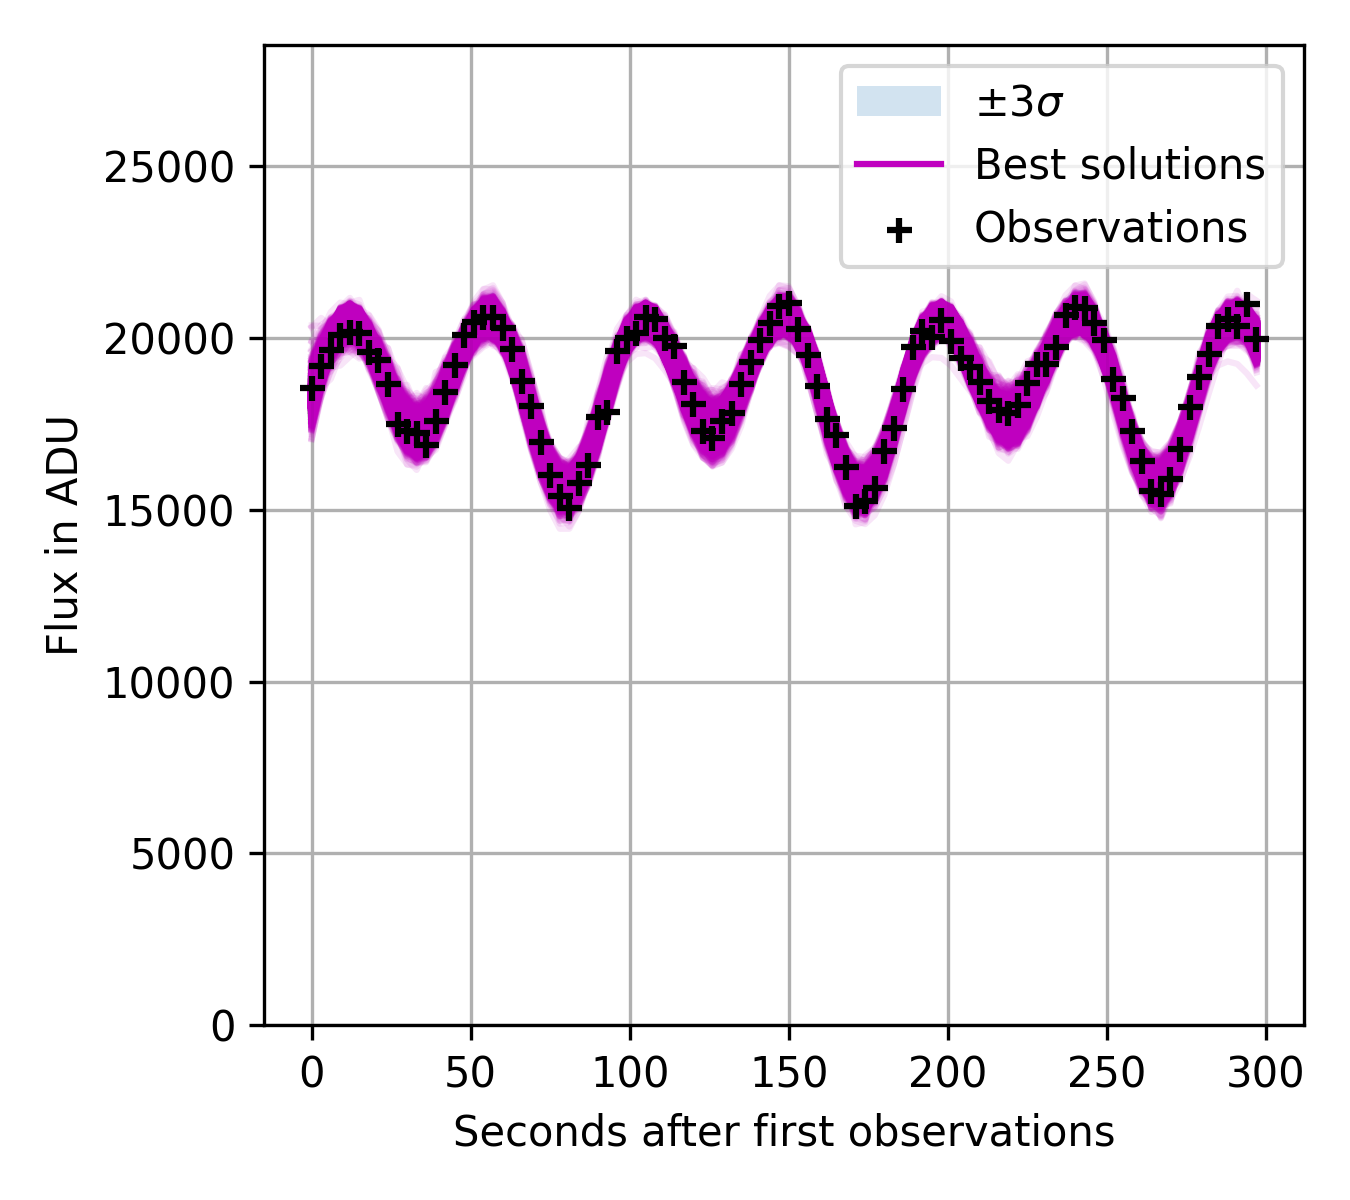 ±3σ
Best solutions
Observations
Flux in ADU
25000
20000
15000
10000
5000
0
0 50 100 150 200 250 300
Seconds after first observations